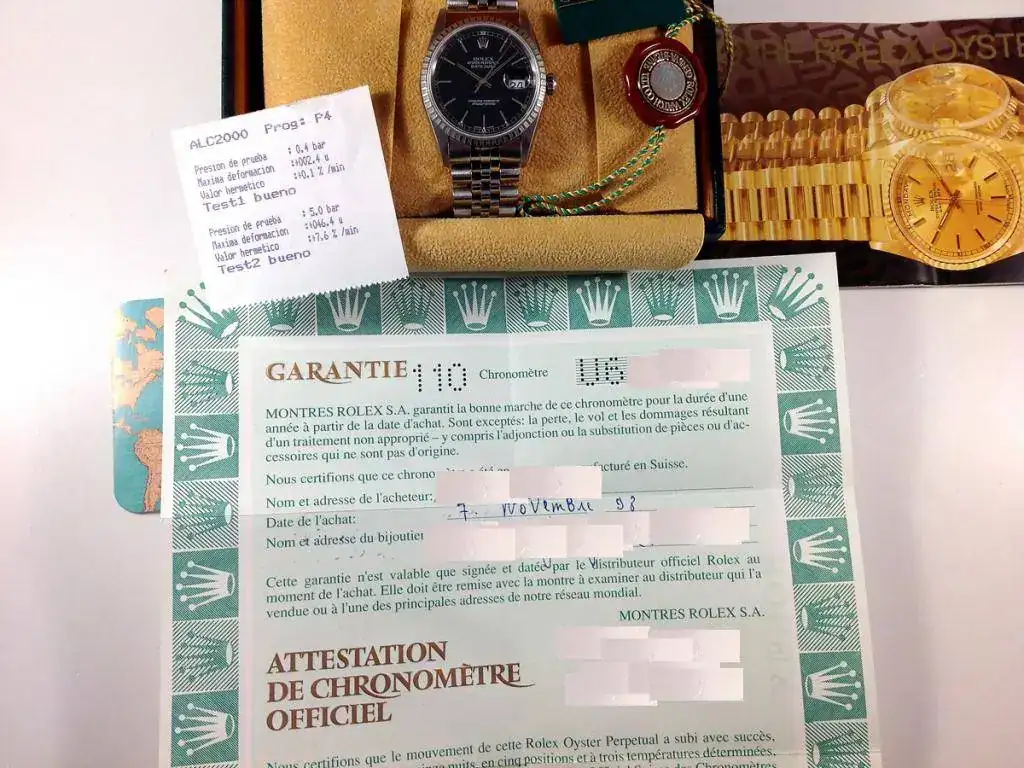 ROLEX
DATEJUST
RE ROLEX OYSTE
ALC2000 Prog: P4
Presion de prueba : 0.4 bar
Maxima deformacion :+002.4 u
Valor hermetico :+0.1 % /min
Test1 bueno
Presion de prueba : 5.0 bar
Maxima deformacion :+046.4 u
Valor hermetico :+7.6 % /min
Test2 bueno
GARANTIE 110 Chronomètre U6
MONTRES ROLEX S.A. garantit la bonne marche de ce chronomètre pour la durée d'une
année à partir de la date d'achat. Sont exceptés: la perte, le vol et les dommages résultant
d'un traitement non approprié – y compris l'adjonction ou la substitution de pièces ou d'ac-
cessoires qui ne sont pas d'origine.
Nous certifions que ce chrono facturé en Suisse.
Nom et adresse de l'acheteur:
Date de l'achat: 7. Novembre 98
Nom et adresse du bijoutier
Cette garantie n'est valable que signée et datée par le distributeur officiel Rolex au
moment de l'achat. Elle doit être remise avec la montre à examiner au distributeur qui l'a
vendue ou à l'une des principales adresses de notre réseau mondial.
MONTRES ROLEX S.A.
ATTESTATION
DE CHRONOMÈTRE
OFFICIEL
Nous certifions que le mouvement de cette Rolex Oyster Perpetual a subi avec succès,
nuits, en cinq positions et à trois températures déterminées,